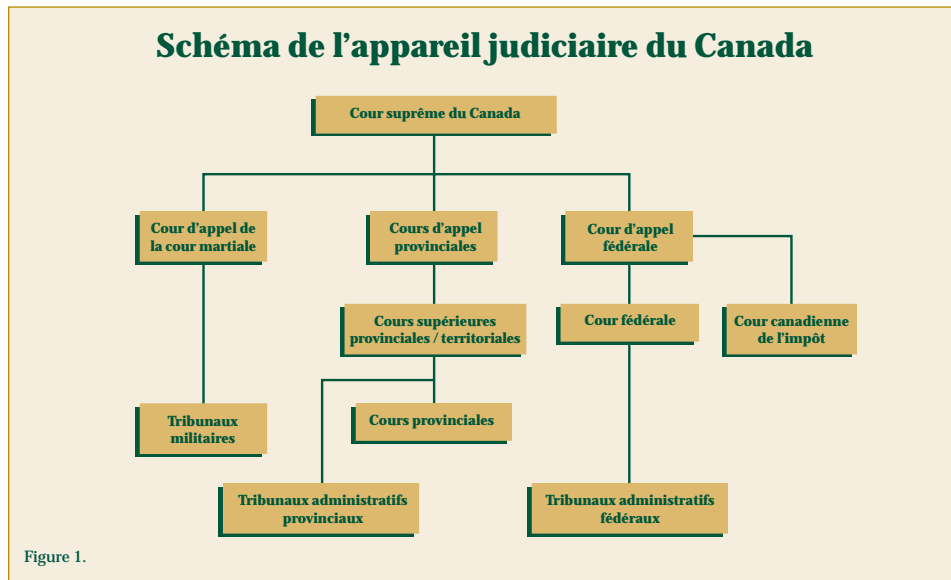 Schéma de l'appareil judiciaire du Canada
Cour suprême du Canada
Cour d'appel de
la cour martiale
Cours d'appel
provinciales
Cour d'appel
fédérale
Cours supérieures
provinciales / territoriales
Cour fédérale
Cour canadienne
de l'impôt
Tribunaux
militaires
Cours provinciales
Tribunaux administratifs
provinciaux
Tribunaux administratifs
fédéraux
Figure 1.